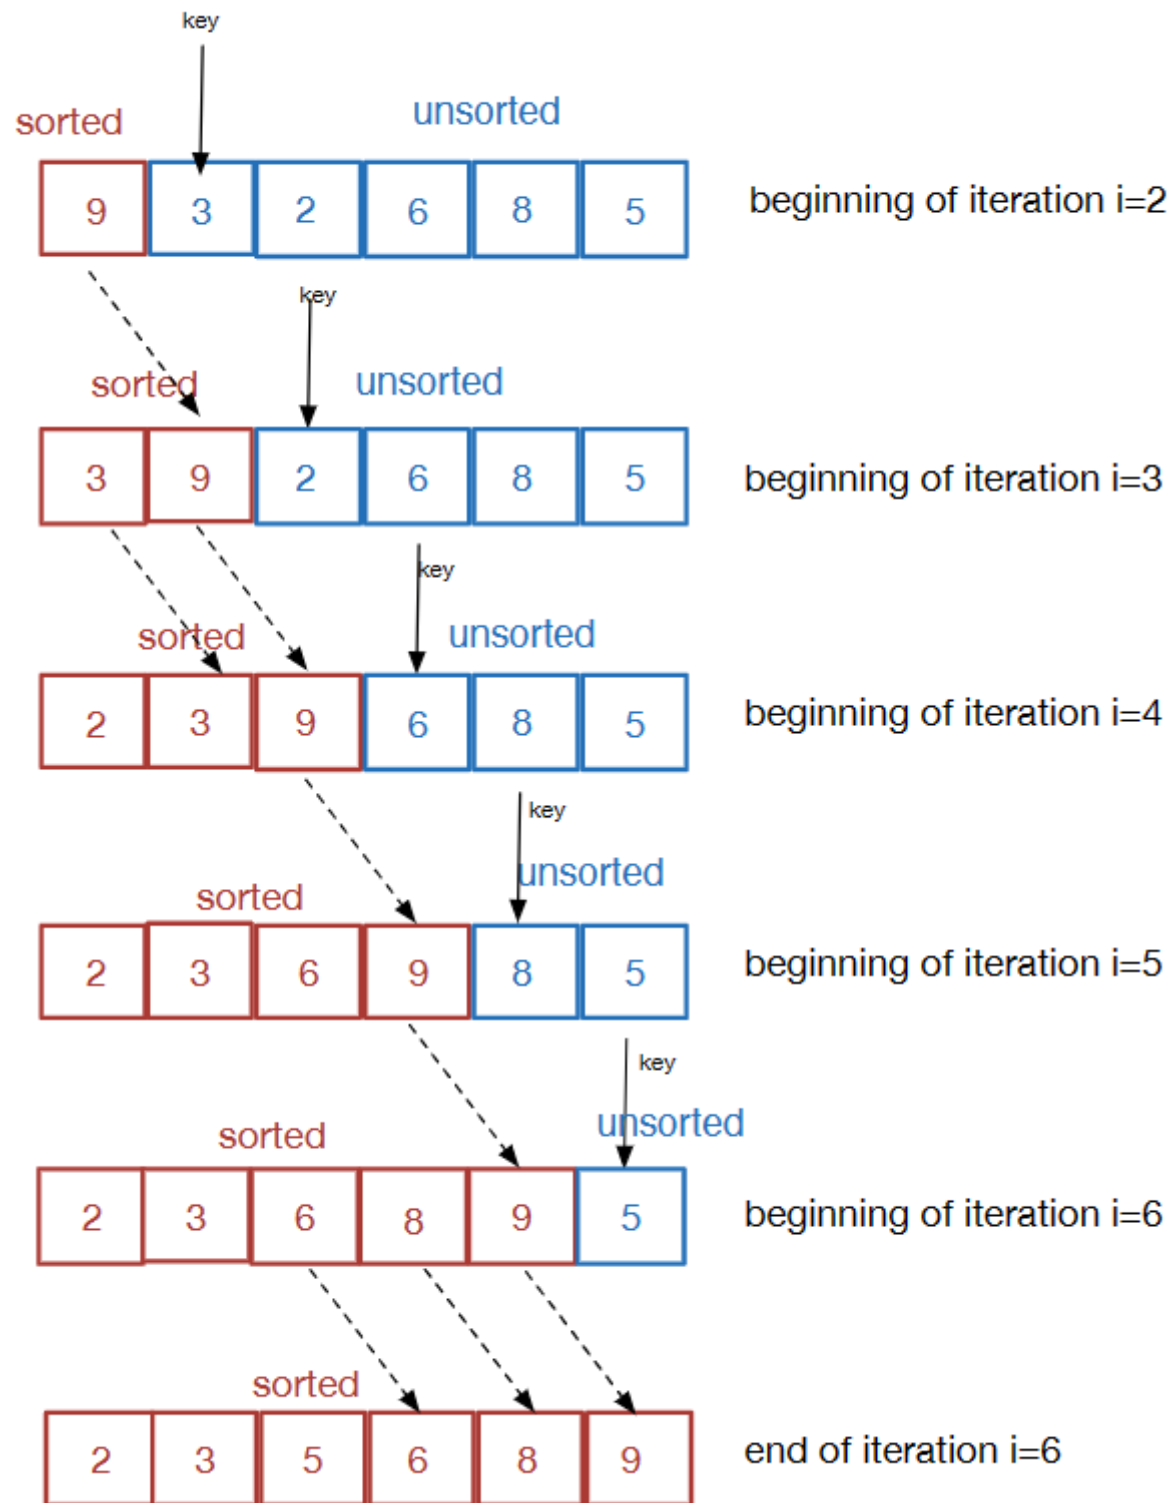 key
sorted unsorted
9 3 2 6 8 5 beginning of iteration i=2
key
sorted unsorted
3 9 2 6 8 5 beginning of iteration i=3
key
sorted unsorted
2 3 9 6 8 5 beginning of iteration i=4
key
sorted unsorted
2 3 6 9 8 5 beginning of iteration i=5
key
sorted unsorted
2 3 6 8 9 5 beginning of iteration i=6
sorted
2 3 5 6 8 9 end of iteration i=6